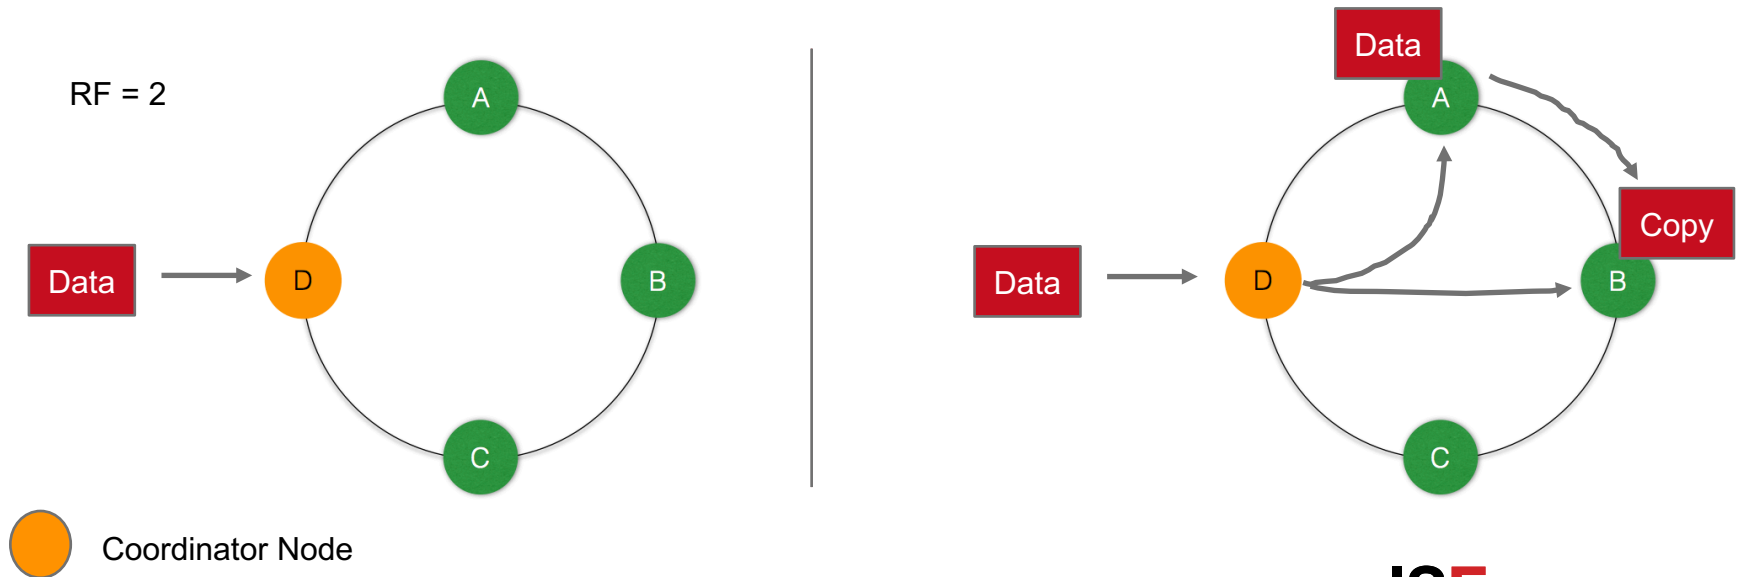 RF = 2
A
Data
D
B
C
Coordinator Node
Data
A
Copy
Data
D
B
C